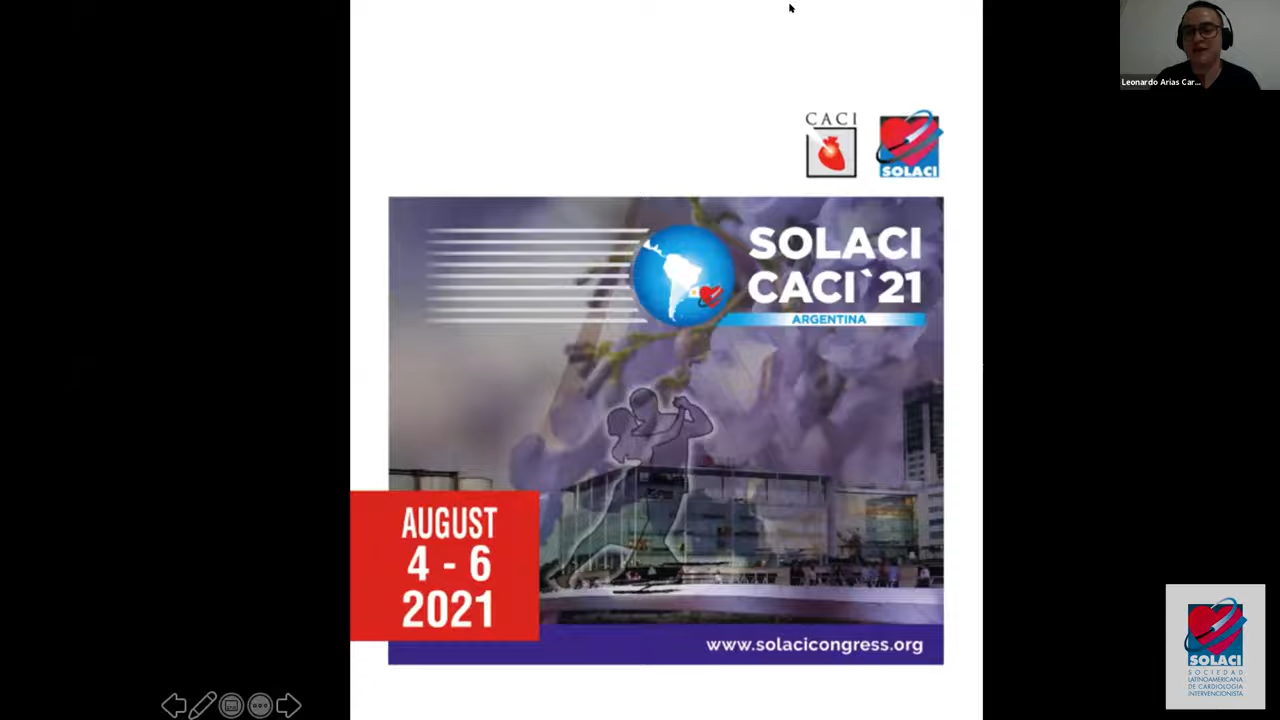 Leonardo Arias Car...
CACI
SOLACI
SOLACI
CACI`21
ARGENTINA
AUGUST
4 - 6
2021
www.solacicongress.org
SOLACI
SOCIEDAD
LATINOAMERICANA
DE CARDIOLOGIA
INTERVENCIONISTA